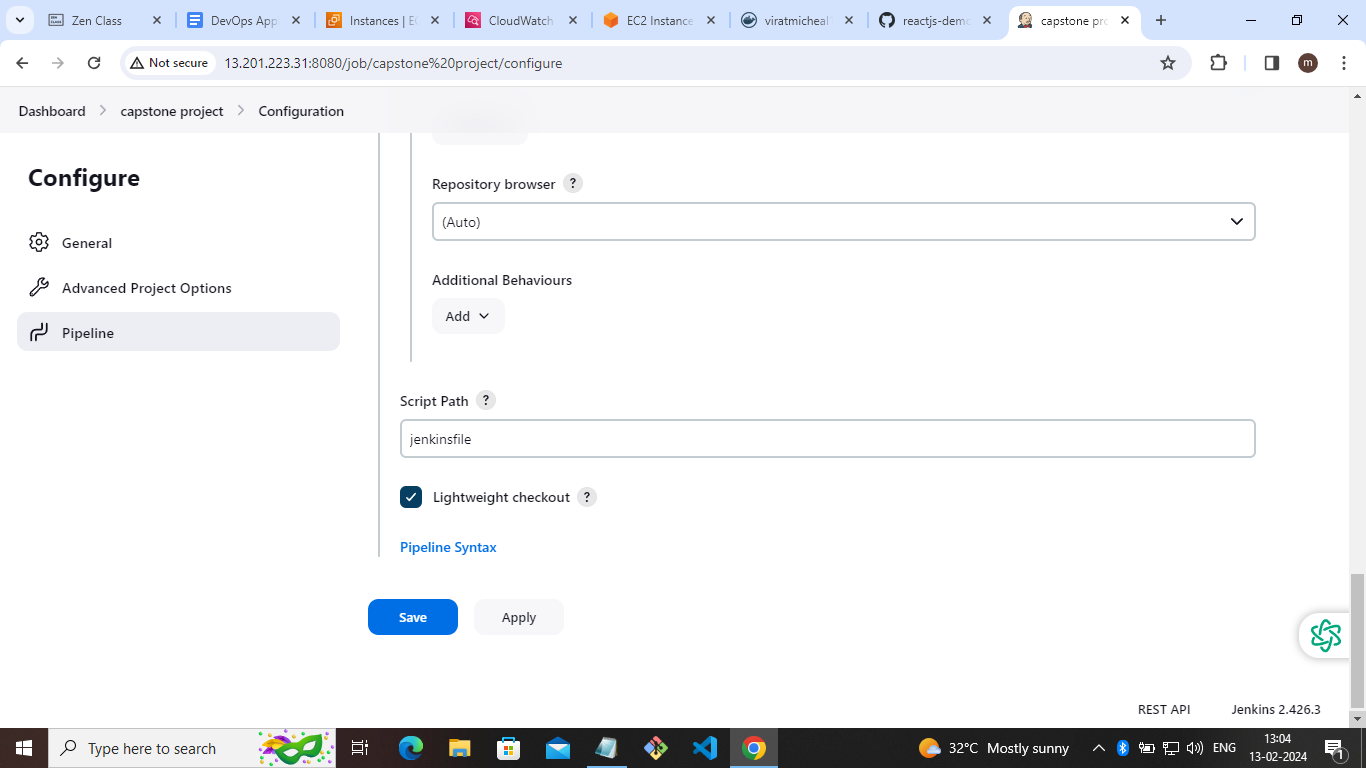 Zen Class
DevOps App
Instances | EC
CloudWatch
EC2 Instance
viratmicheal
reactjs-demo
capstone pro
Not secure
13.201.223.31:8080/job/capstone%20project/configure
m
Dashboard
capstone project
Configuration
Configure
General
Advanced Project Options
Pipeline
Repository browser ?
(Auto)
Additional Behaviours
Add
Script Path ?
jenkinsfile
Lightweight checkout ?
Pipeline Syntax
Save
Apply
REST API
Jenkins 2.426.3
Type here to search
32°C Mostly sunny
ENG
13:04
13-02-2024
1